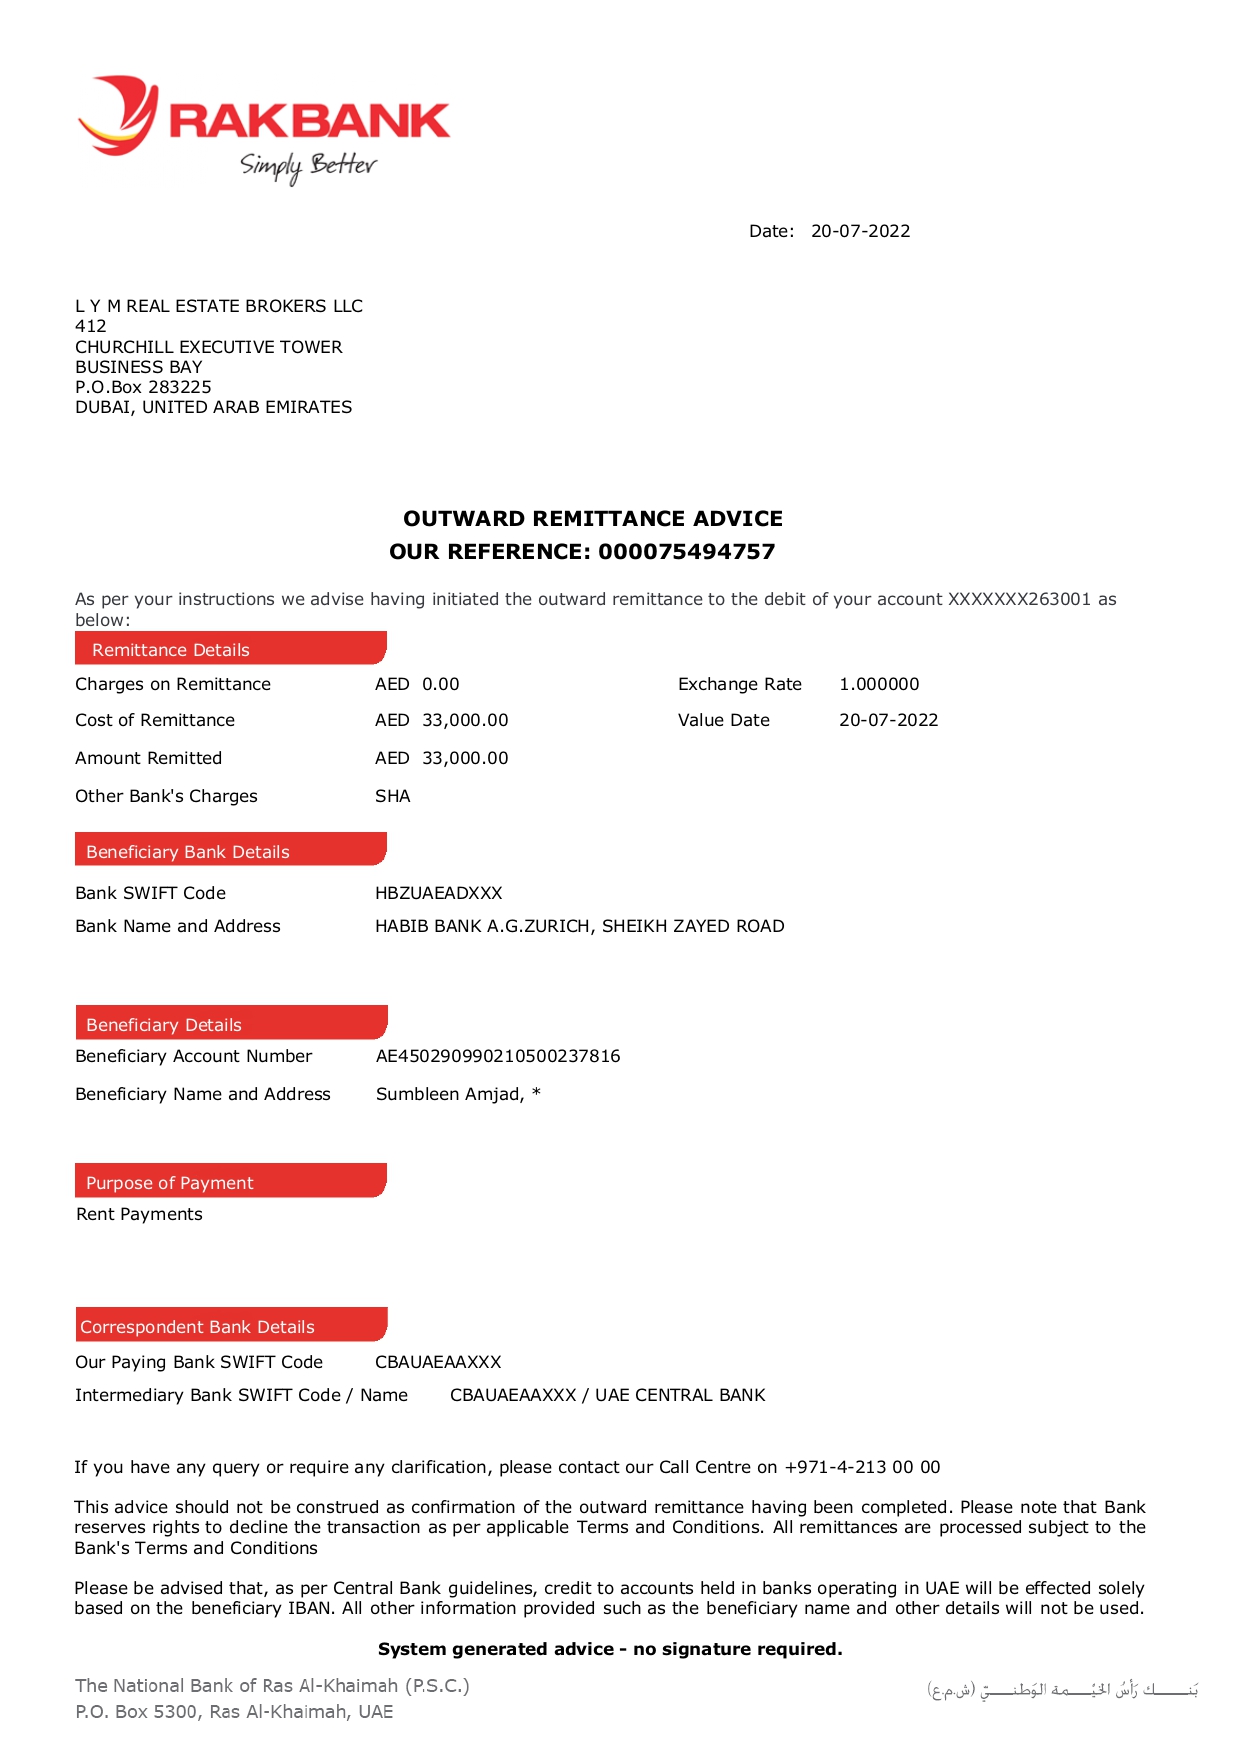 RAKBANK
Simply Better
Date: 20-07-2022
L Y M REAL ESTATE BROKERS LLC
412
CHURCHILL EXECUTIVE TOWER
BUSINESS BAY
P.O.Box 283225
DUBAI, UNITED ARAB EMIRATES
OUTWARD REMITTANCE ADVICE
OUR REFERENCE: 000075494757
As per your instructions we advise having initiated the outward remittance to the debit of your account XXXXXXX263001 as
below:
Remittance Details
Charges on Remittance AED 0.00 Exchange Rate 1.000000
Cost of Remittance AED 33,000.00 Value Date 20-07-2022
Amount Remitted AED 33,000.00
Other Bank's Charges SHA
Beneficiary Bank Details
Bank SWIFT Code HBZUAEADXXX
Bank Name and Address HABIB BANK A.G.ZURICH, SHEIKH ZAYED ROAD
Beneficiary Details
Beneficiary Account Number AE450290990210500237816
Beneficiary Name and Address Sumbleen Amjad, *
Purpose of Payment
Rent Payments
Correspondent Bank Details
Our Paying Bank SWIFT Code CBAUAEAAXXX
Intermediary Bank SWIFT Code / Name CBAUAEAAXXX / UAE CENTRAL BANK
If you have any query or require any clarification, please contact our Call Centre on +971-4-213 00 00
This advice should not be construed as confirmation of the outward remittance having been completed. Please note that Bank
reserves rights to decline the transaction as per applicable Terms and Conditions. All remittances are processed subject to the
Bank's Terms and Conditions
Please be advised that, as per Central Bank guidelines, credit to accounts held in banks operating in UAE will be effected solely
based on the beneficiary IBAN. All other information provided such as the beneficiary name and other details will not be used.
System generated advice - no signature required.
The National Bank of Ras Al-Khaimah (P.S.C.)
بَنــــك رَأسُ الخَيْــــمة الوَطنــــيّ (ش.م.ع)
P.O. Box 5300, Ras Al-Khaimah, UAE